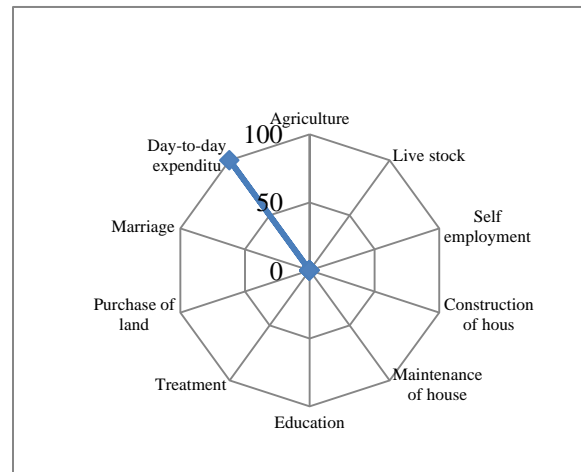 Agriculture
100
Day-to-day
expenditu
Live stock
50
Self
employment
Marriage
0
Purchase of
land
Construction
of hous
Treatment
Maintenance
of house
Education